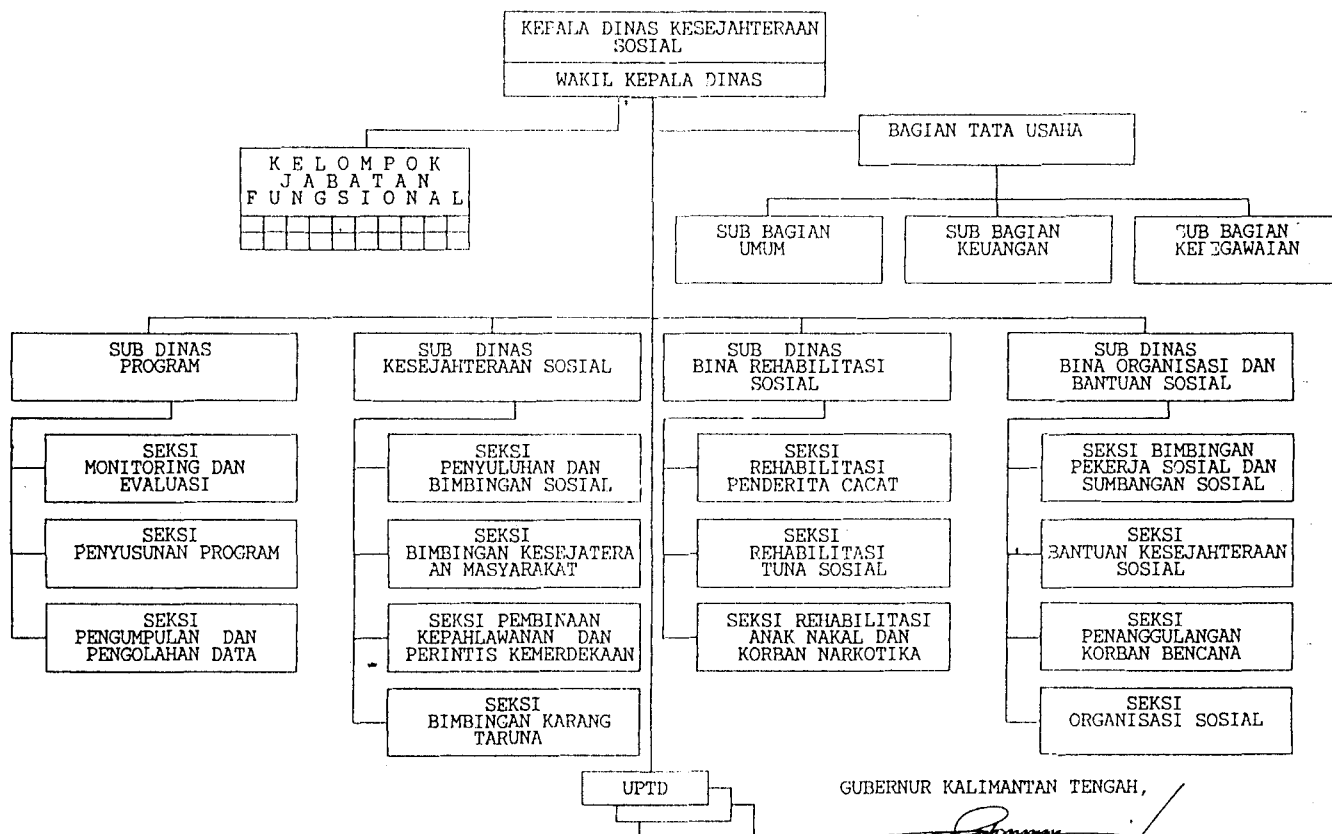 KEPALA DINAS KESEJAHTERAAN
SOSIAL
WAKIL KEPALA DINAS
BAGIAN TATA USAHA
K E L O M P O K
J A B A T A N
F U N G S I O N A L
SUB BAGIAN
UMUM
SUB BAGIAN
KEUANGAN
SUB BAGIAN
KEPEGAWAIAN
SUB DINAS
PROGRAM
SUB DINAS
KESEJAHTERAAN SOSIAL
SUB DINAS
BINA REHABILITASI
SOSIAL
SUB DINAS
BINA ORGANISASI DAN
BANTUAN SOSIAL
SEKSI
MONITORING DAN
EVALUASI
SEKSI
PENYUSUNAN PROGRAM
SEKSI
PENGUMPULAN DAN
PENGOLAHAN DATA
SEKSI
PENYULUHAN DAN
BIMBINGAN SOSIAL
SEKSI
BIMBINGAN KESEJATERA
AN MASYARAKAT
SEKSI PEMBINAAN
KEPAHLAWANAN DAN
PERINTIS KEMERDEKAAN
SEKSI
BIMBINGAN KARANG
TARUNA
SEKSI
REHABILITASI
PENDERITA CACAT
SEKSI
REHABILITASI
TUNA SOSIAL
SEKSI REHABILITASI
ANAK NAKAL DAN
KORBAN NARKOTIKA
SEKSI BIMBINGAN
PEKERJA SOSIAL DAN
SUMBANGAN SOSIAL
SEKSI
BANTUAN KESEJAHTERAAN
SOSIAL
SEKSI
PENANGGULANGAN
KORBAN BENCANA
SEKSI
ORGANISASI SOSIAL
UPTD
GUBERNUR KALIMANTAN TENGAH,